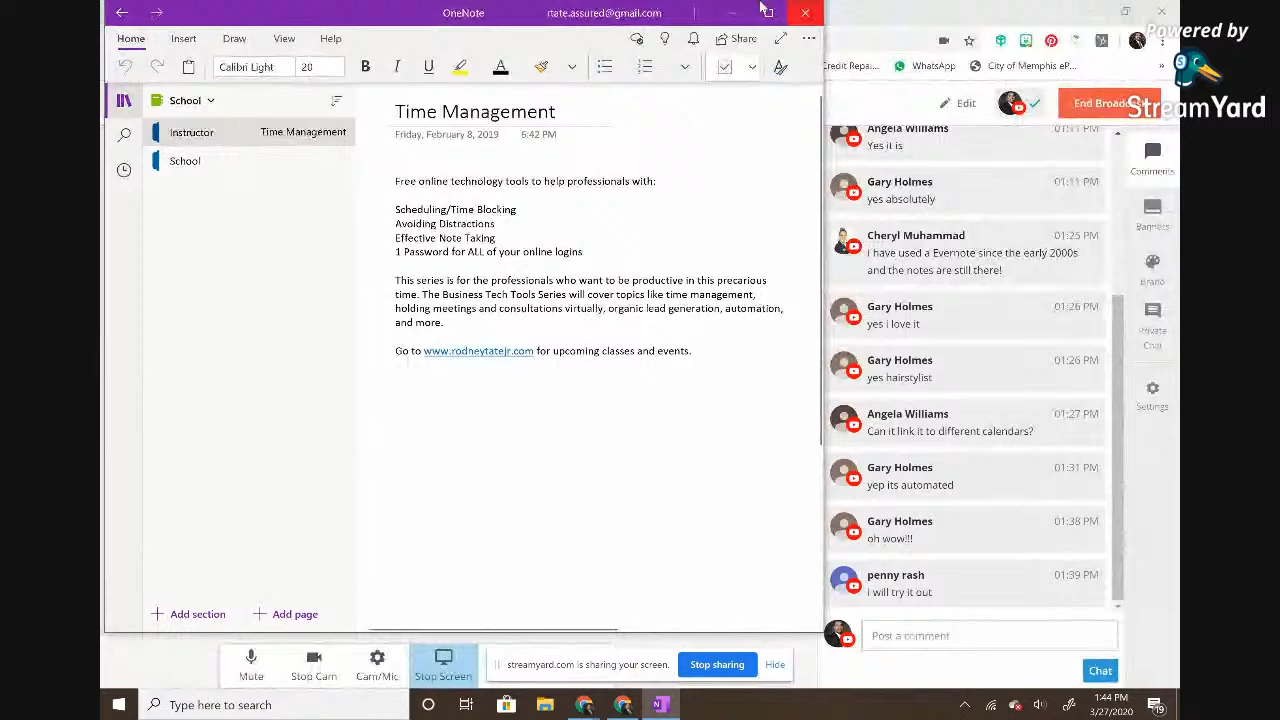 OneNote
rtate.assured@gmail.com
Powered by
StreamYard
Home Insert Draw View Help
Share
Calibri Light 20
B I U A
School
Instructor Time Management
School
Time Management
Friday, February 8, 2019 6:42 PM
Free online technology tools to help professionals with:
Scheduling/Time Blocking
Avoiding Distractions
Effective Note Taking
1 Password for ALL of your online logins
This series is for the professionals who want to be productive in this precarious
time. The Business Tech Tools Series will cover topics like time management,
holding meetings and consultations virtually, organic lead generation, automation,
and more.
Go to www.rodneytatejr.com for upcoming classes and events.
Add section
Add page
WhatsApp
City of Memphis eP...
Edit
Angela Williams 01:11 PM
Yes it is
Gary Holmes 01:11 PM
yes absolutely
Cheryl Muhammad 01:25 PM
i have used a Evernote since the early 2000s
and the notes are still there!
Gary Holmes 01:26 PM
yes i love it
Gary Holmes 01:26 PM
yes hairstylist
Angela Williams 01:27 PM
Can it link it to different calendars?
Gary Holmes 01:31 PM
yep its automated
Gary Holmes 01:38 PM
oh wow!!!
penny rash 01:39 PM
i will try it out
Post a comment
Chat
Comments
Banners
Brand
Private
Chat
Settings
Mute
Stop Cam
Stop Screen
streamyard.com is sharing your screen.
Stop sharing
Hide
Type here to search
1:44 PM
3/27/2020
19